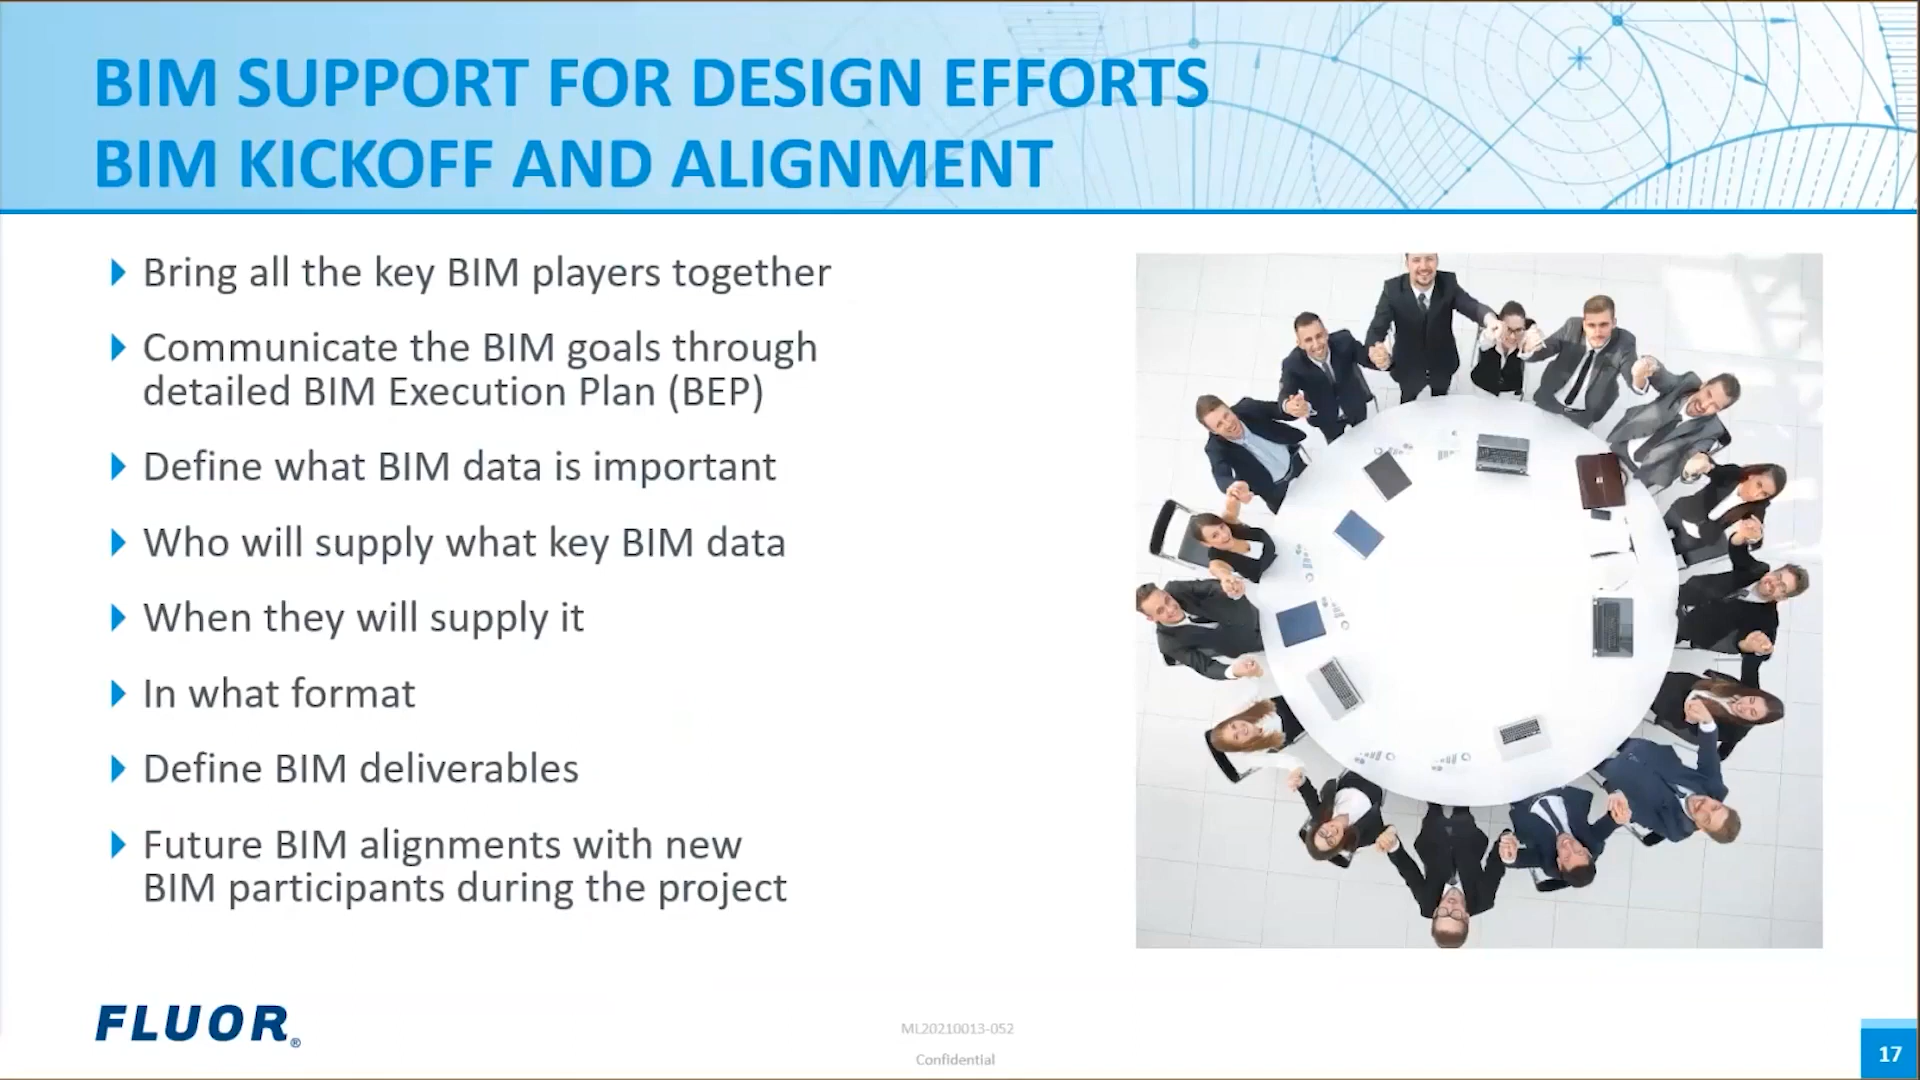 BIM SUPPORT FOR DESIGN EFFORTS
BIM KICKOFF AND ALIGNMENT
Bring all the key BIM players together
Communicate the BIM goals through
detailed BIM Execution Plan (BEP)
Define what BIM data is important
Who will supply what key BIM data
When they will supply it
In what format
Define BIM deliverables
Future BIM alignments with new
BIM participants during the project
FLUOR®
ML20210013-052
Confidential
17